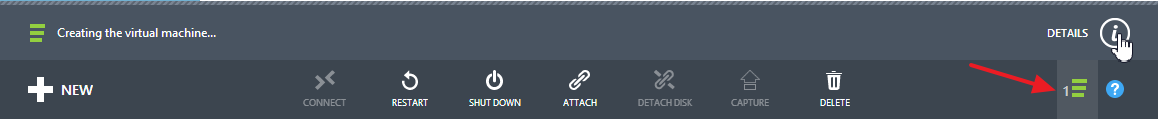 Creating the virtual machine...
DETAILS
NEW
CONNECT
RESTART
SHUT DOWN
ATTACH
DETACH DISK
CAPTURE
DELETE
1
?